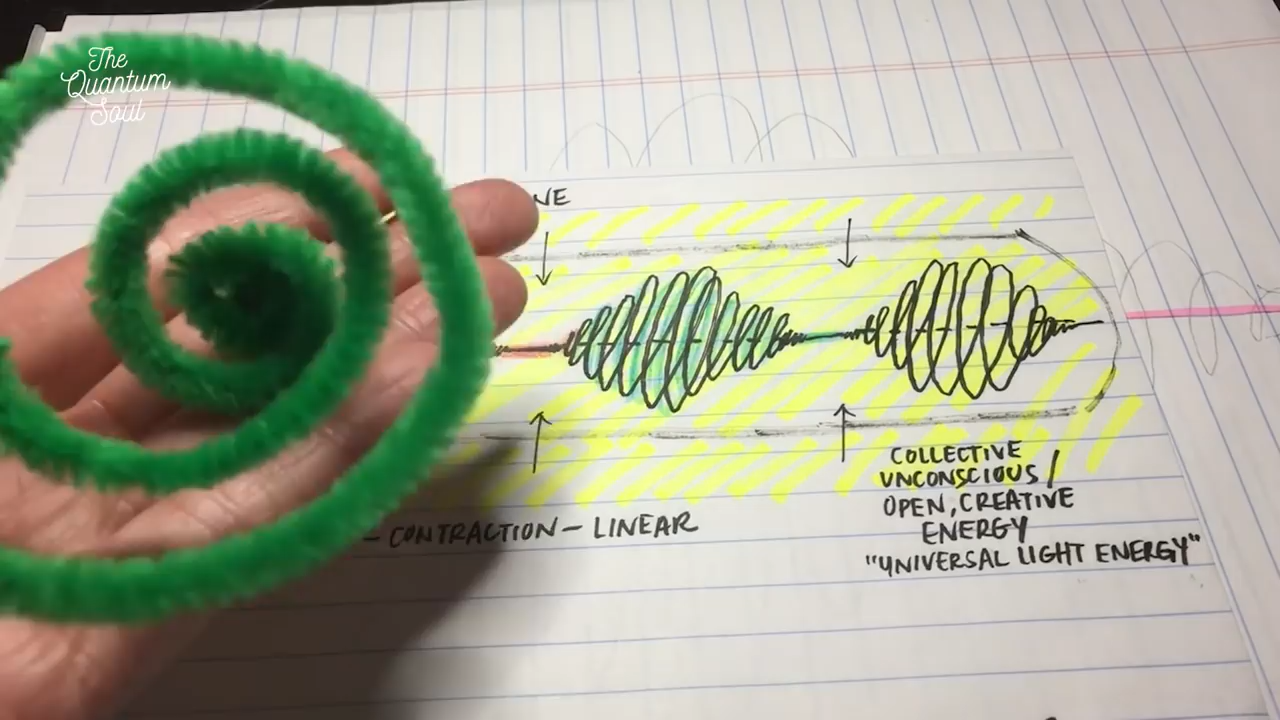 The
Quantum
Soul
NE
- CONTRACTION - LINEAR
COLLECTIVE
UNCONSCIOUS /
OPEN, CREATIVE
ENERGY
"UNIVERSAL LIGHT ENERGY"